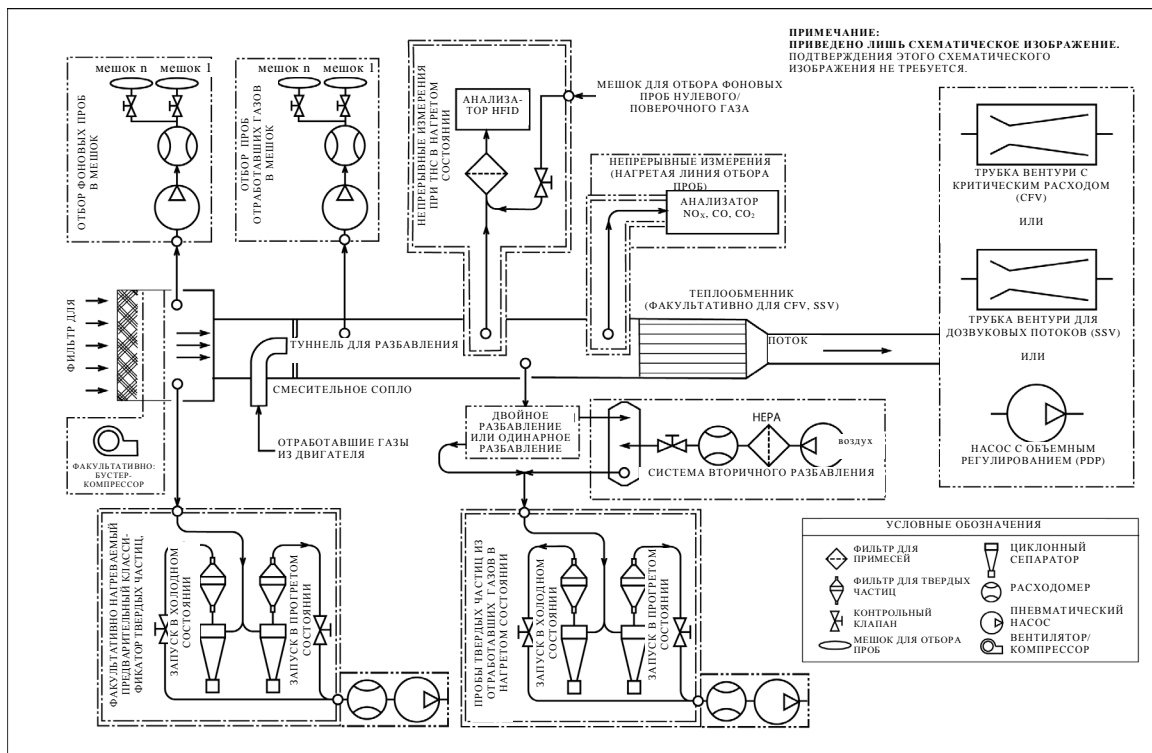 ПРИМЕЧАНИЕ:
ПРИВЕДЕНО ЛИШЬ СХЕМАТИЧЕСКОЕ ИЗОБРАЖЕНИЕ.
ПОДТВЕРЖДЕНИЯ ЭТОГО СХЕМАТИЧЕСКОГО
ИЗОБРАЖЕНИЯ НЕ ТРЕБУЕТСЯ.
мешок n
мешок 1
ОТБОР ФОНОВЫХ ПРОБ
В МЕШОК
мешок n
мешок 1
ОТБОР ПРОБ
ОТРАБОТАВШИХ ГАЗОВ
В МЕШОК
НЕПРЕРЫВНЫЕ ИЗМЕРЕНИЯ
ПРИ ТНС В НАГРЕТОМ
СОСТОЯНИИ
АНАЛИЗА-
ТОР HFID
МЕШОК ДЛЯ ОТБОРА ФОНОВЫХ
ПРОБ НУЛЕВОГО/
ПОВЕРОЧНОГО ГАЗА
НЕПРЕРЫВНЫЕ ИЗМЕРЕНИЯ
(НАГРЕТАЯ ЛИНИЯ ОТБОРА
ПРОБ)
АНАЛИЗАТОР
NOX, CO, CO2
ТРУБКА ВЕНТУРИ С
КРИТИЧЕСКИМ РАСХОДОМ
(CFV)
ИЛИ
ТРУБКА ВЕНТУРИ ДЛЯ
ДОЗВУКОВЫХ ПОТОКОВ (SSV)
ИЛИ
НАСОС С ОБЪЕМНЫМ
РЕГУЛИРОВАНИЕМ (PDP)
ФИЛЬТР ДЛЯ
ТУННЕЛЬ ДЛЯ РАЗБАВЛЕНИЯ
СМЕСИТЕЛЬНОЕ СОПЛО
ТЕПЛООБМЕННИК
(ФАКУЛЬТАТИВНО ДЛЯ CFV, SSV)
ПОТОК
ОТРАБОТАВШИЕ ГАЗЫ
ИЗ ДВИГАТЕЛЯ
ФАКУЛЬТАТИВНО:
БУСТЕР-
КОМПРЕССОР
ДВОЙНОЕ
РАЗБАВЛЕНИЕ
ИЛИ ОДИНАРНОЕ
РАЗБАВЛЕНИЕ
HEPA
воздух
СИСТЕМА ВТОРИЧНОГО РАЗБАВЛЕНИЯ
ФАКУЛЬТАТИВНО НАГРЕВАЕМЫЙ
ПРЕДВАРИТЕЛЬНЫЙ КЛАССИ-
ФИКАТОР ТВЕРДЫХ ЧАСТИЦ,
ЗАПУСК В ХОЛОДНОМ
СОСТОЯНИИ
ЗАПУСК В ПРОГРЕТОМ
СОСТОЯНИИ
ПРОБЫ ТВЕРДЫХ ЧАСТИЦ ИЗ
ОТРАБОТАВШИХ ГАЗОВ В
НАГРЕТОМ СОСТОЯНИИ
ЗАПУСК В ХОЛОДНОМ
СОСТОЯНИИ
ЗАПУСК В ПРОГРЕТОМ
СОСТОЯНИИ
УСЛОВНЫЕ ОБОЗНАЧЕНИЯ
ФИЛЬТР ДЛЯ
ПРИМЕСЕЙ
ФИЛЬТР ДЛЯ ТВЕРДЫХ
ЧАСТИЦ
КОНТРОЛЬНЫЙ
КЛАПАН
МЕШОК ДЛЯ ОТБОРА
ПРОБ
ЦИКЛОННЫЙ
СЕПАРАТОР
РАСХОДОМЕР
ПНЕВМАТИЧЕСКИЙ
НАСОС
ВЕНТИЛЯТОР/
КОМПРЕССОР